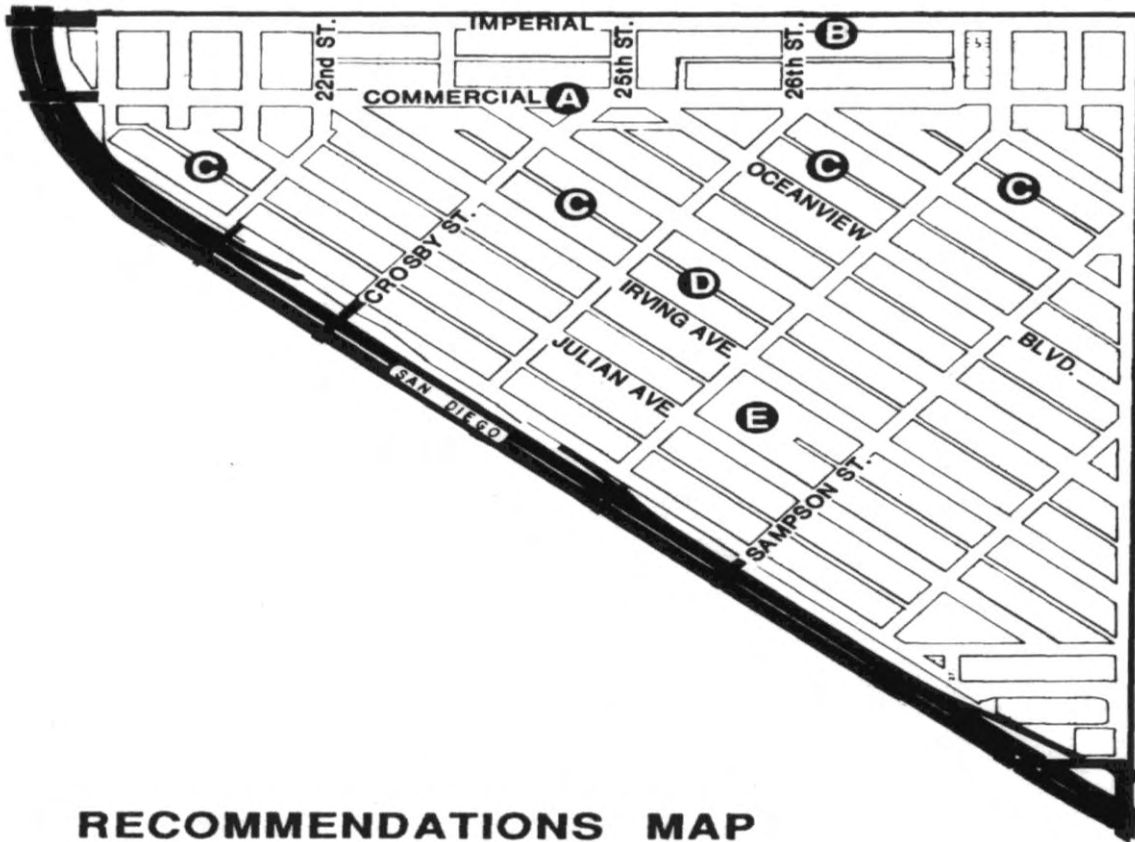 IMPERIAL
B
22nd ST.
25th ST.
26th ST.
COMMERCIAL A
C
C
C
C
OCEANVIEW
CROSBY ST.
D
IRVING AVE
JULIAN AVE
BLVD.
SAN DIEGO
E
SAMPSON ST.
RECOMMENDATIONS MAP